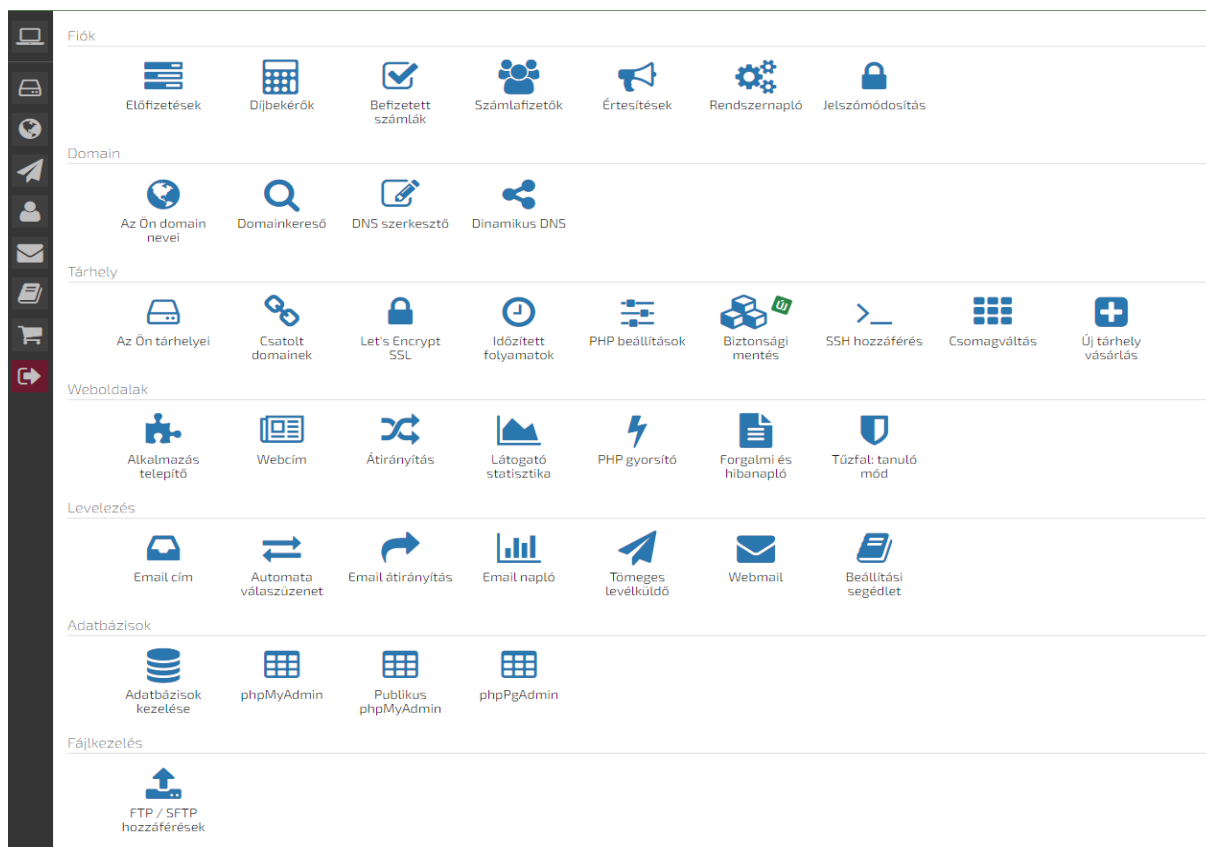 Fiók
Előfizetések
Díjbekérők
Befizetett
számlák
Számlafizetők
Értesítések
Rendszernapló
Jelszómódosítás
Domain
Az Ön domain
nevei
Domainkereső
DNS szerkesztő
Dinamikus DNS
Tárhely
Az Ön tárhelyei
Csatolt
domainek
Let's Encrypt
SSL
Időzített
folyamatok
PHP beállítások
Új
Biztonsági
mentés
SSH hozzáférés
Csomagváltás
Új tárhely
vásárlás
Weboldalak
Alkalmazás
telepítő
Webcím
Átirányítás
Látogató
statisztika
PHP gyorsító
Forgalmi és
hibanapló
Tűzfal: tanuló
mód
Levelezés
Email cím
Automata
válaszüzenet
Email átirányítás
Email napló
Tömeges
levélküldő
Webmail
Beállítási
segédlet
Adatbázisok
Adatbázisok
kezelése
phpMyAdmin
Publikus
phpMyAdmin
phpPgAdmin
Fájlkezelés
FTP / SFTP
hozzáférések